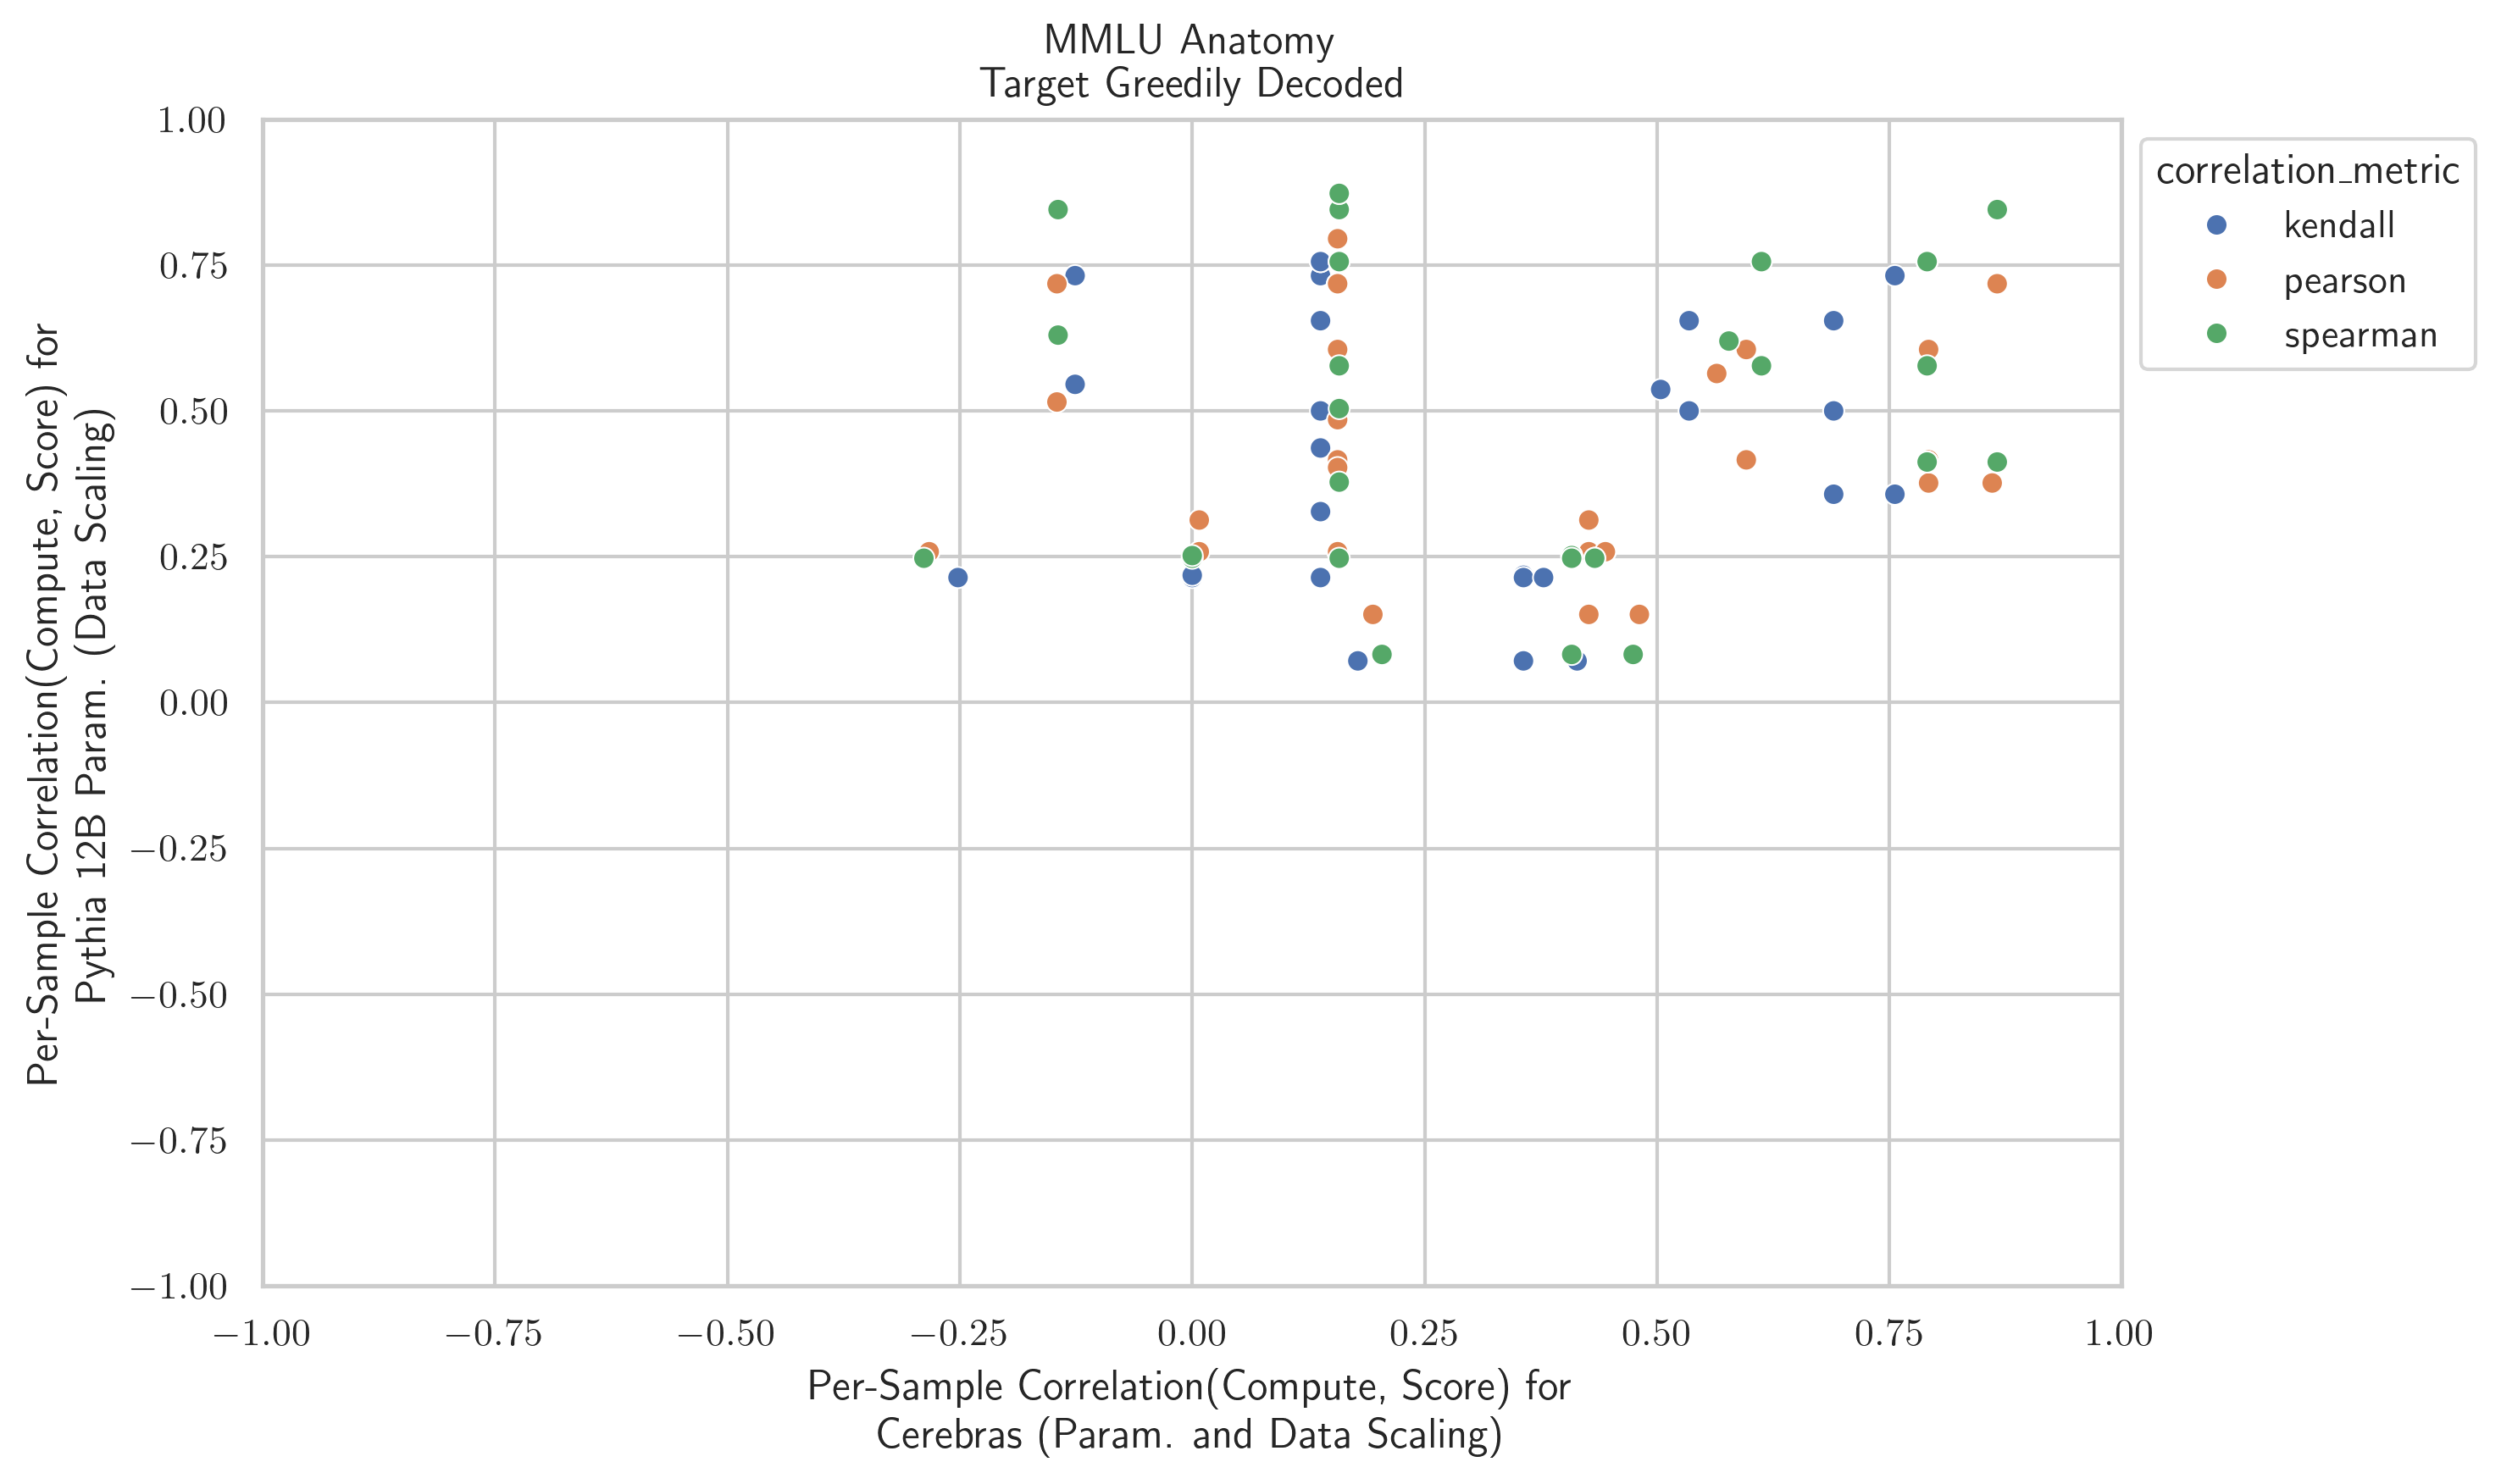 MMLU Anatomy
Target Greedily Decoded
1.00
0.75
0.50
0.25
0.00
−0.25
−0.50
−0.75
−1.00
Per-Sample Correlation(Compute, Score) for
Pythia 12B Param. (Data Scaling)
correlation_metric
kendall
pearson
spearman
−1.00
−0.75
−0.50
−0.25
0.00
0.25
0.50
0.75
1.00
Per-Sample Correlation(Compute, Score) for
Cerebras (Param. and Data Scaling)